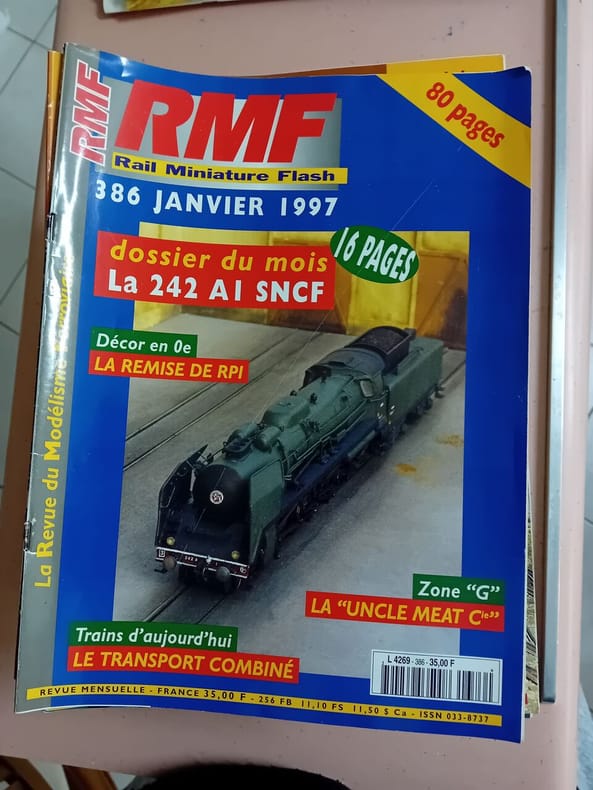 RMF
RMF
Rail Miniature Flash
80 pages
386 JANVIER 1997
La Revue du Modélisme Ferroviaire
dossier du mois
La 242 A1 SNCF
16 PAGES
Décor en 0e
LA REMISE DE RPI
Zone "G"
LA "UNCLE MEAT Cie"
Trains d'aujourd'hui
LE TRANSPORT COMBINÉ
L 4269 - 386 - 35,00 F
REVUE MENSUELLE - FRANCE 35,00 F - 256 FB 11,10 FS 11,50 $ Ca - ISSN 033-8737